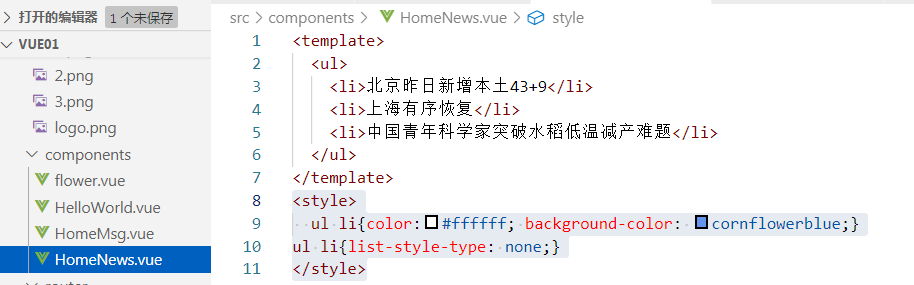 打开的编辑器 1 个未保存
VUE01
2.png
3.png
logo.png
components
flower.vue
HelloWorld.vue
HomeMsg.vue
HomeNews.vue
src > components > HomeNews.vue > style
1 <template>
2 <ul>
3 <li>北京昨日新增本土43+9</li>
4 <li>上海有序恢复</li>
5 <li>中国青年科学家突破水稻低温减产难题</li>
6 </ul>
7 </template>
8 <style>
9 ul li{color: #ffffff; background-color: cornflowerblue;}
10 ul li{list-style-type: none;}
11 </style>